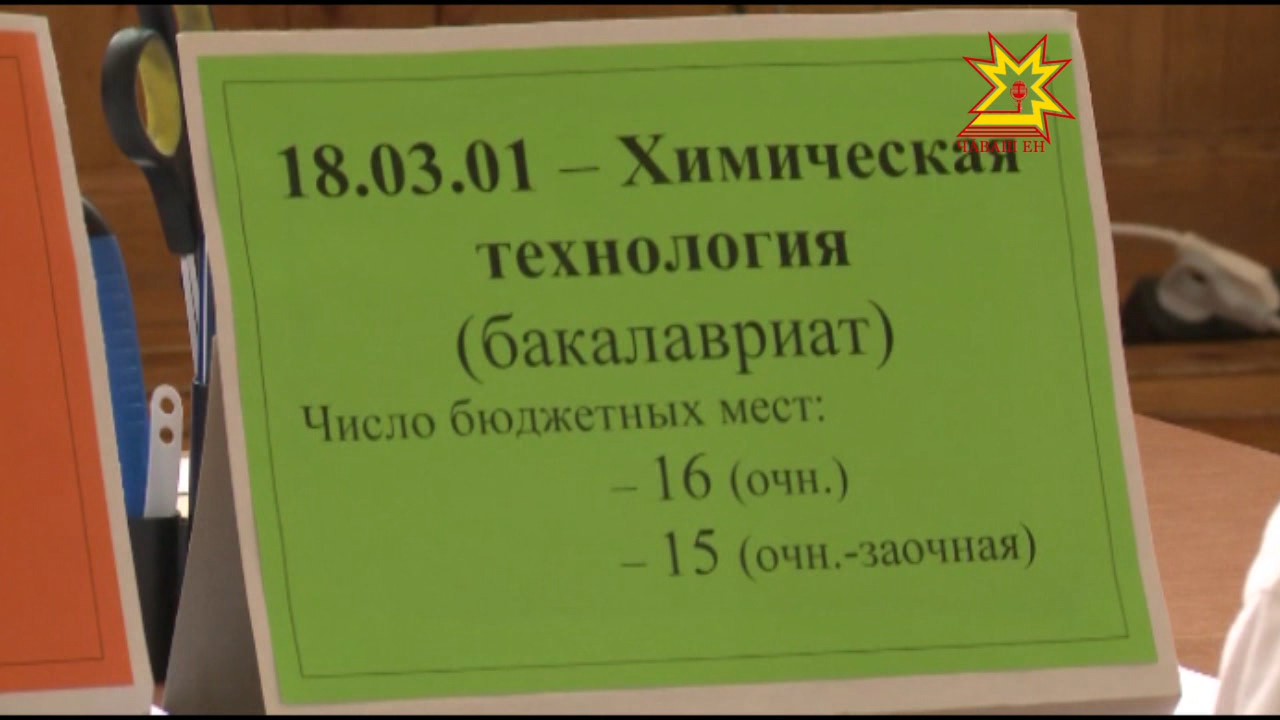 ЧАВАШ ЕН
18.03.01 – Химическая
технология
(бакалавриат)
Число бюджетных мест:
– 16 (очн.)
– 15 (очн.-заочная)